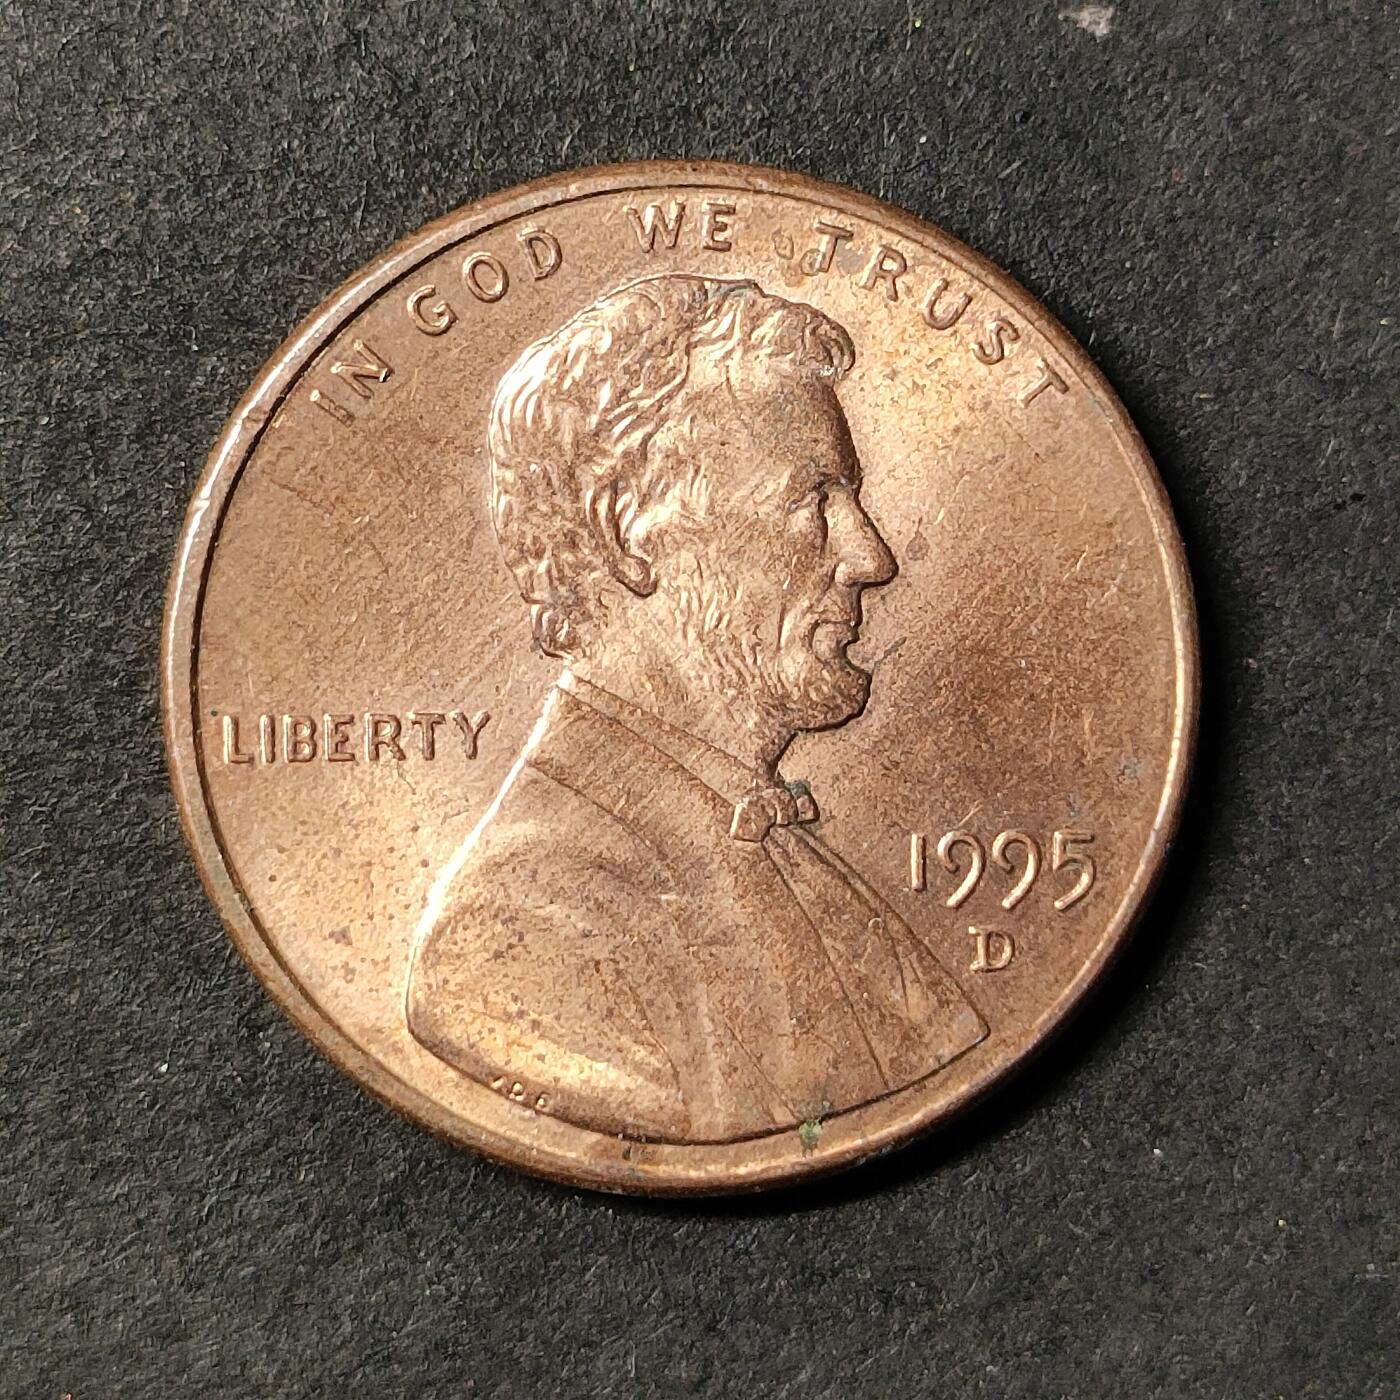 IN GOD WE TRUST
LIBERTY
1995
D